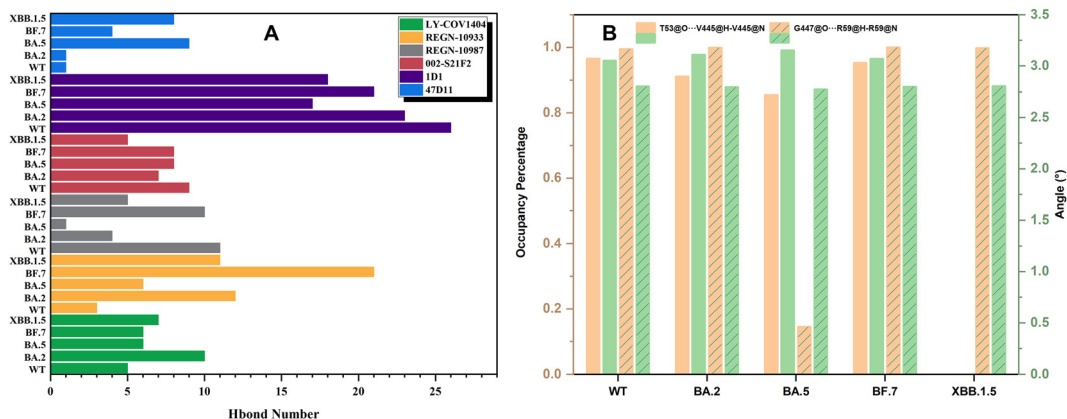 A
LY-COV1404
REGN-10933
REGN-10987
002-S21F2
1D1
47D11
XBB.1.5
BF.7
BA.5
BA.2
WT
XBB.1.5
BF.7
BA.5
BA.2
WT
XBB.1.5
BF.7
BA.5
BA.2
WT
XBB.1.5
BF.7
BA.5
BA.2
WT
XBB.1.5
BF.7
BA.5
BA.2
WT
XBB.1.5
BF.7
BA.5
BA.2
WT
0 5 10 15 20 25
Hbond Number
B
T53@O···V445@H-V445@N G447@O···R59@H-R59@N
Occupancy Percentage
1.0
0.8
0.6
0.4
0.2
0.0
3.5
3.0
2.5
2.0
1.5
1.0
0.5
0.0
Angle (°)
WT BA.2 BA.5 BF.7 XBB.1.5